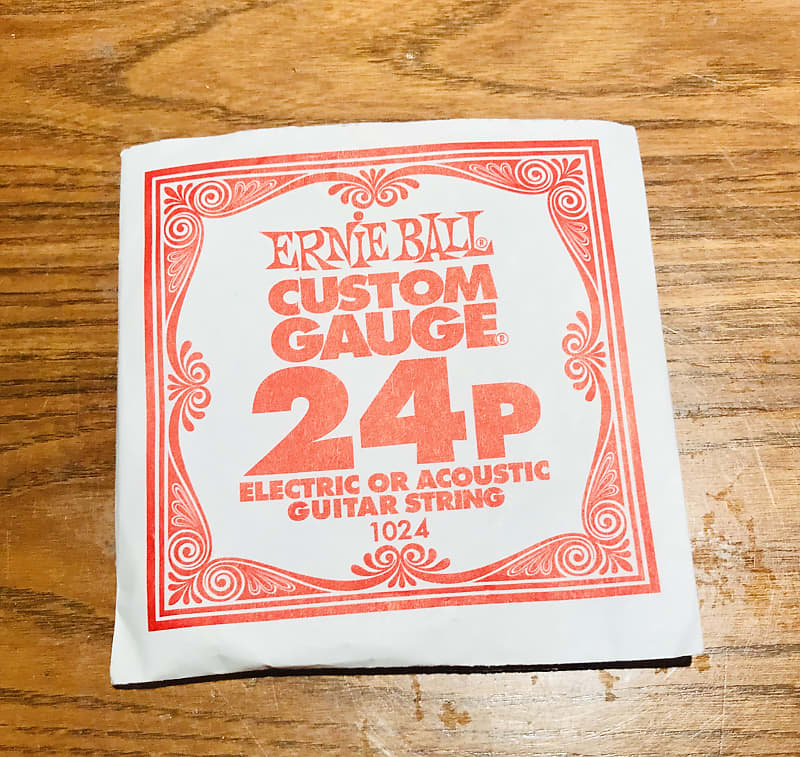 ERNIE BALL®
CUSTOM
GAUGE®
24P
ELECTRIC OR ACOUSTIC
GUITAR STRING
1024